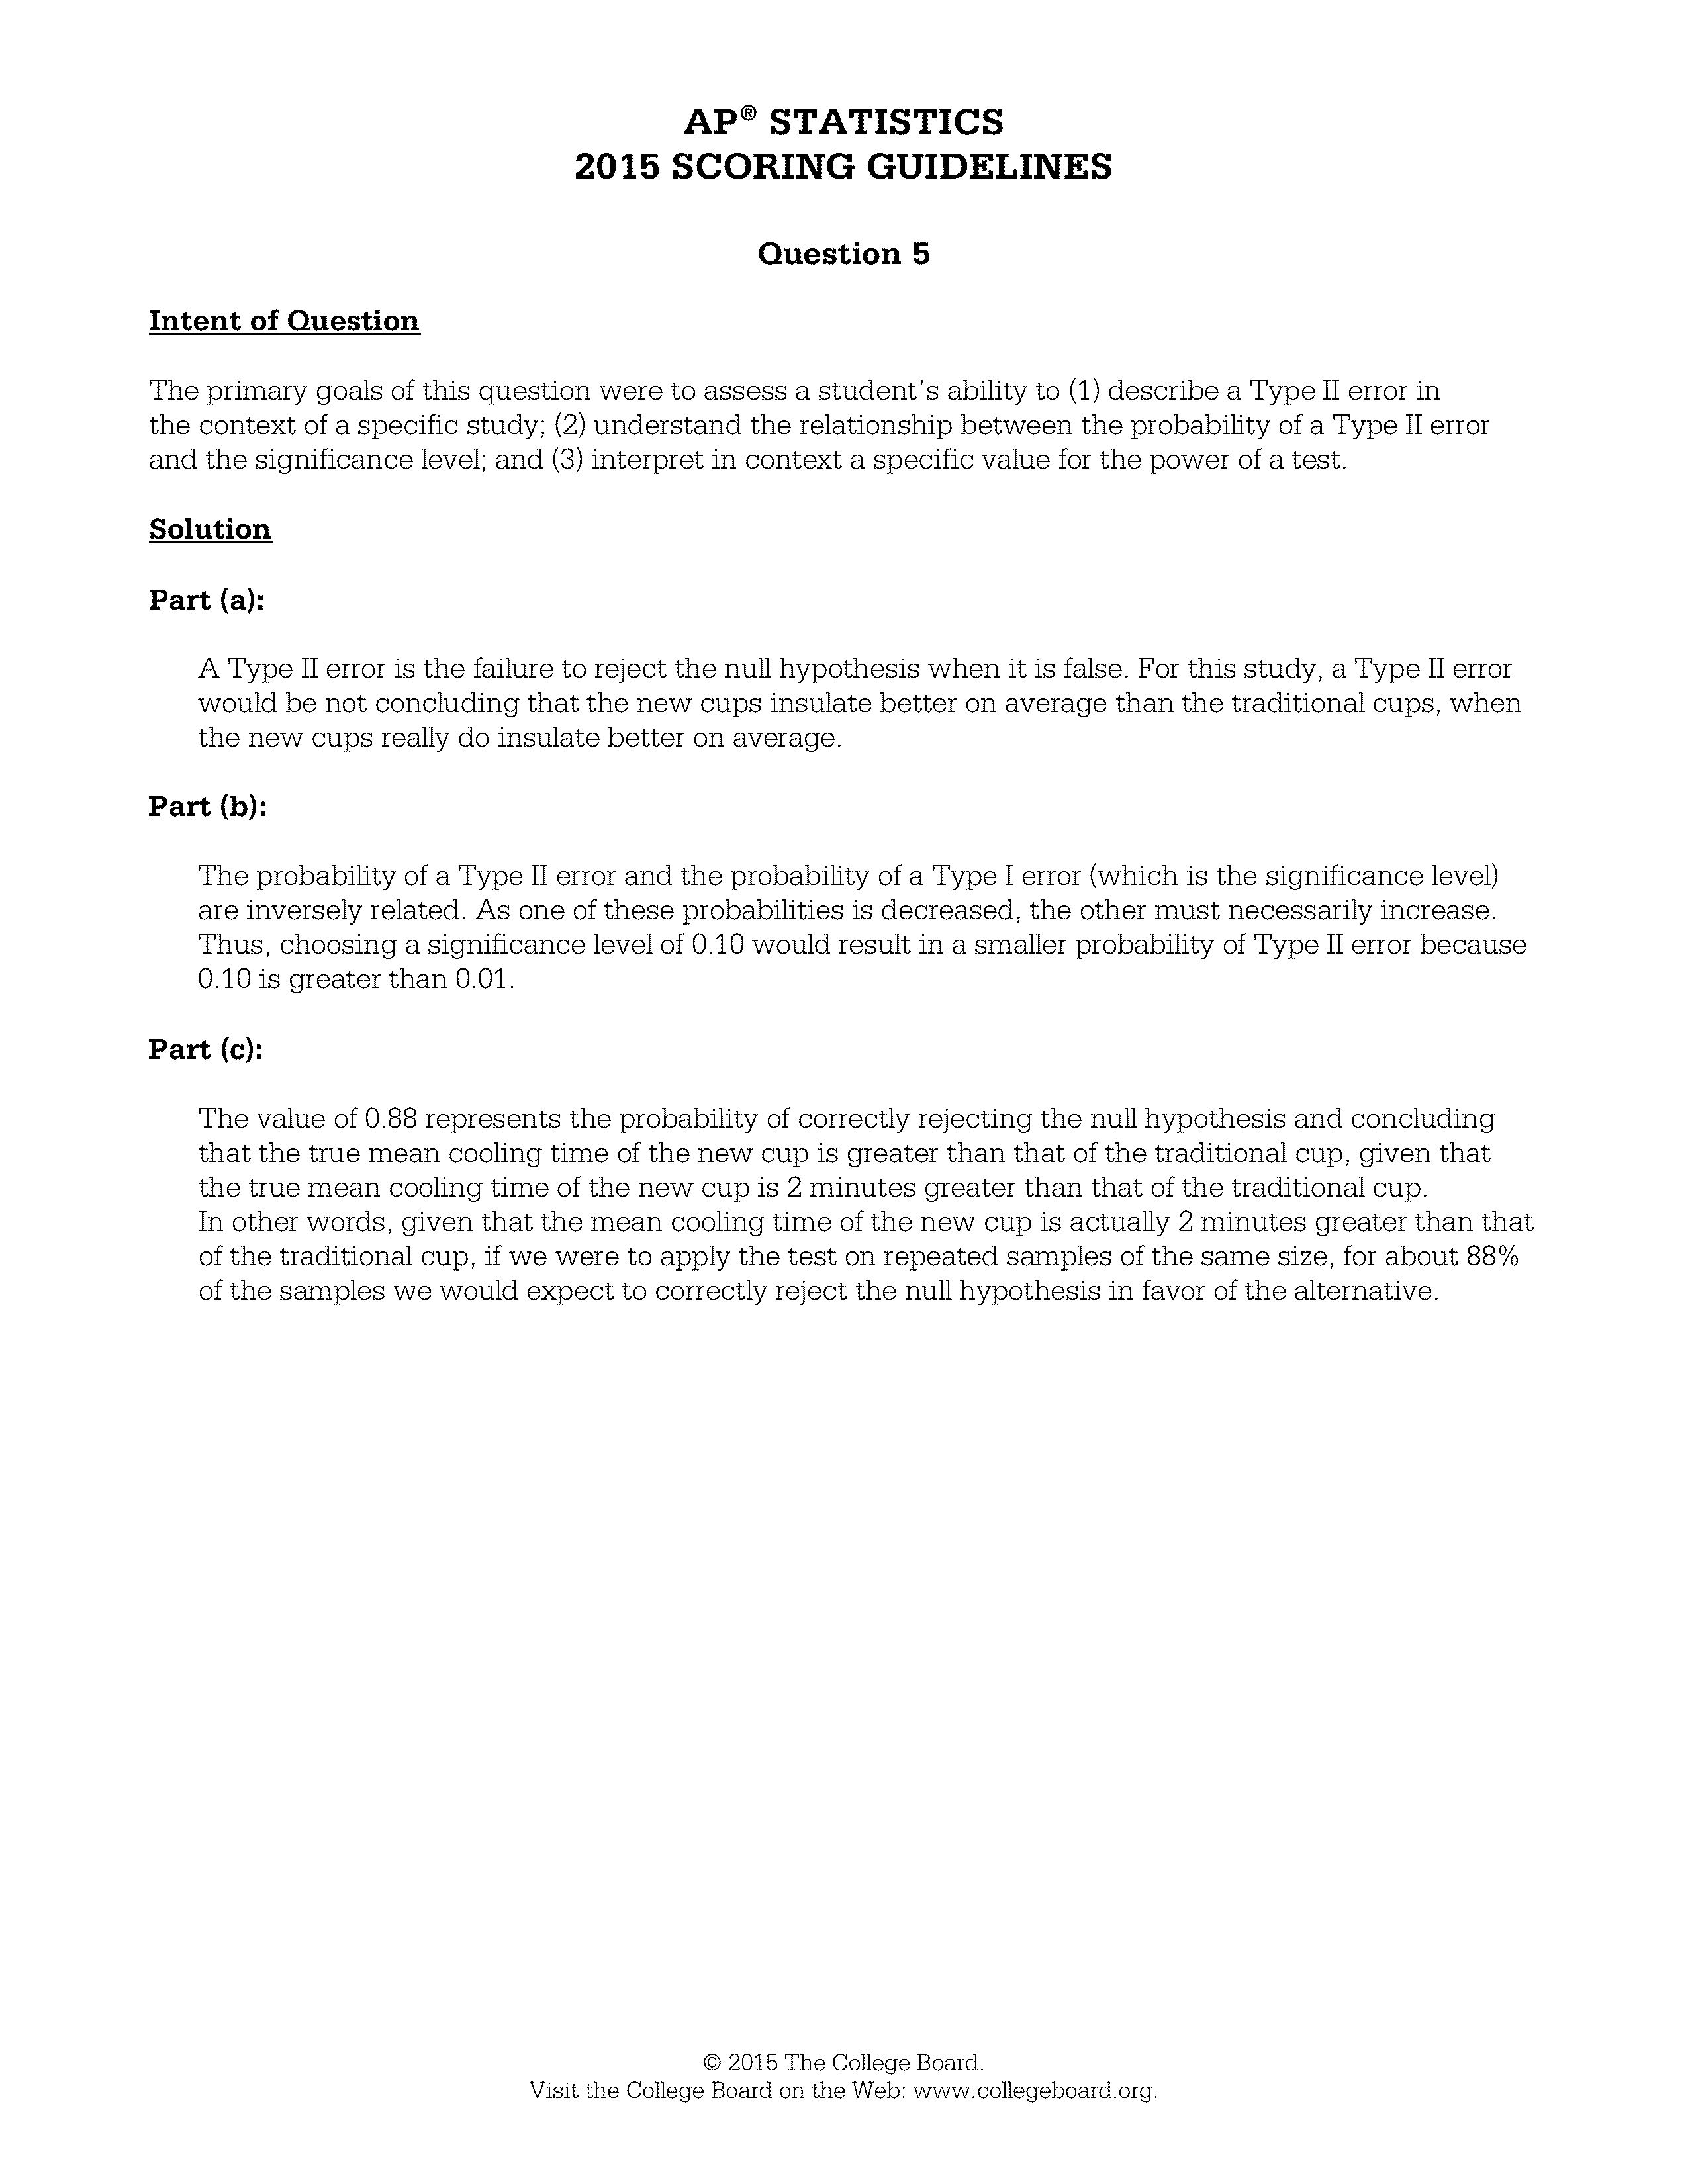 AP® STATISTICS
2015 SCORING GUIDELINES
Question 5
Intent of Question
The primary goals of this question were to assess a student's ability to (1) describe a Type II error in
the context of a specific study; (2) understand the relationship between the probability of a Type II error
and the significance level; and (3) interpret in context a specific value for the power of a test.
Solution
Part (a):
A Type II error is the failure to reject the null hypothesis when it is false. For this study, a Type II error
would be not concluding that the new cups insulate better on average than the traditional cups, when
the new cups really do insulate better on average.
Part (b):
The probability of a Type II error and the probability of a Type I error (which is the significance level)
are inversely related. As one of these probabilities is decreased, the other must necessarily increase.
Thus, choosing a significance level of 0.10 would result in a smaller probability of Type II error because
0.10 is greater than 0.01.
Part (c):
The value of 0.88 represents the probability of correctly rejecting the null hypothesis and concluding
that the true mean cooling time of the new cup is greater than that of the traditional cup, given that
the true mean cooling time of the new cup is 2 minutes greater than that of the traditional cup.
In other words, given that the mean cooling time of the new cup is actually 2 minutes greater than that
of the traditional cup, if we were to apply the test on repeated samples of the same size, for about 88%
of the samples we would expect to correctly reject the null hypothesis in favor of the alternative.
© 2015 The College Board.
Visit the College Board on the Web: www.collegeboard.org.